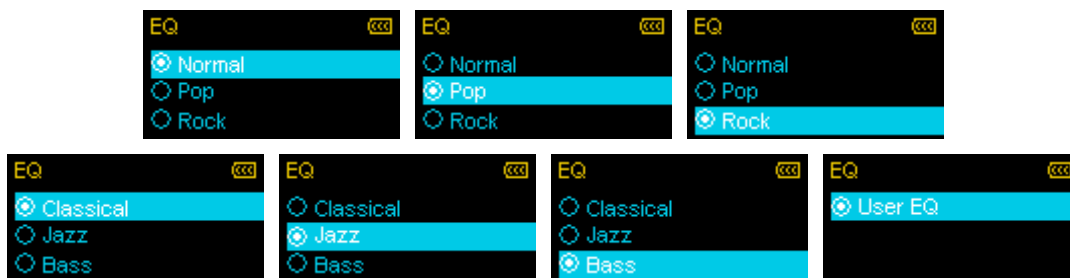 EQ
Normal
Pop
Rock
EQ
Normal
Pop
Rock
EQ
Normal
Pop
Rock
EQ
Classical
Jazz
Bass
EQ
Classical
Jazz
Bass
EQ
Classical
Jazz
Bass
EQ
User EQ